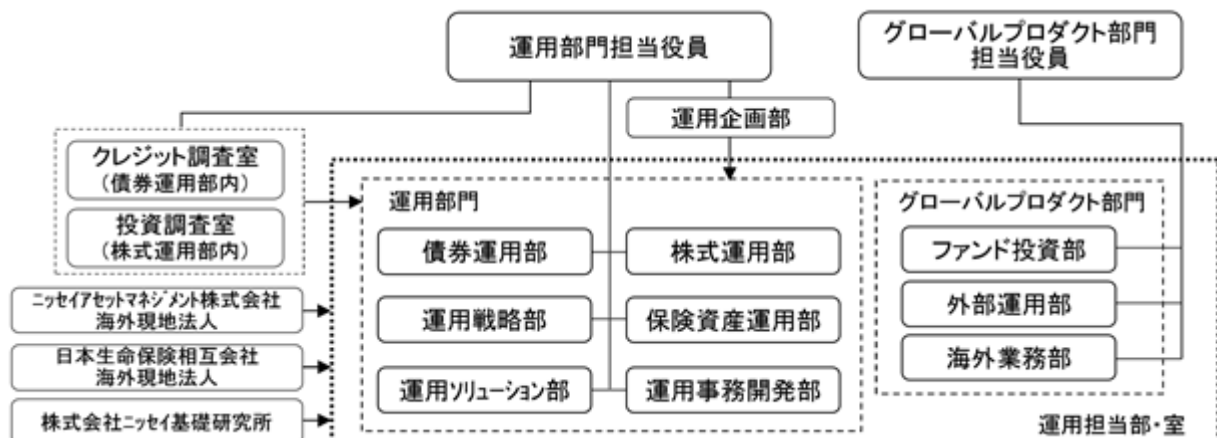 運用部門担当役員
グローバルプロダクト部門
担当役員
運用企画部
クレジット調査室
(債券運用部内)
投資調査室
(株式運用部内)
運用部門
債券運用部
株式運用部
運用戦略部
保険資産運用部
運用ソリューション部
運用事務開発部
グローバルプロダクト部門
ファンド投資部
外部運用部
海外業務部
ニッセイアセットマネジメント株式会社
海外現地法人
日本生命保険相互会社
海外現地法人
株式会社ニッセイ基礎研究所
運用担当部・室